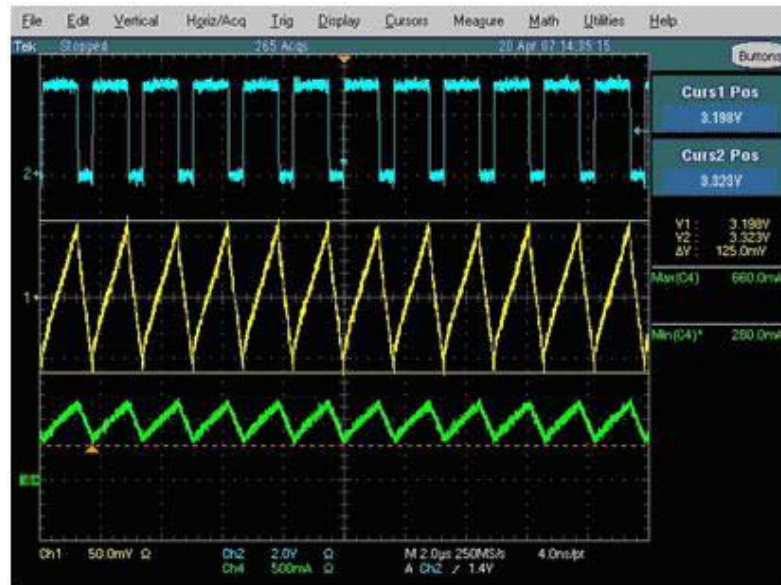 File Edit Vertical Horiz/Acq Trig Display Cursors Measure Math Utilities Help
Tek Stopped 265 Acqs 20 Apr 07 14:35:15
Buttons
Curs1 Pos
3.198V
Curs2 Pos
3.323V
V1: 3.198V
V2: 3.323V
ΔV: 125.0mV
Max(C4) 660.0mA
Min(C4)* 280.0mA
2
1
Ch1 50.0mV Ω Ch2 2.0V Ω M 2.0µs 250MS/s 4.0ns/pt
Ch4 500mA Ω A Ch2 ∕ 1.4V